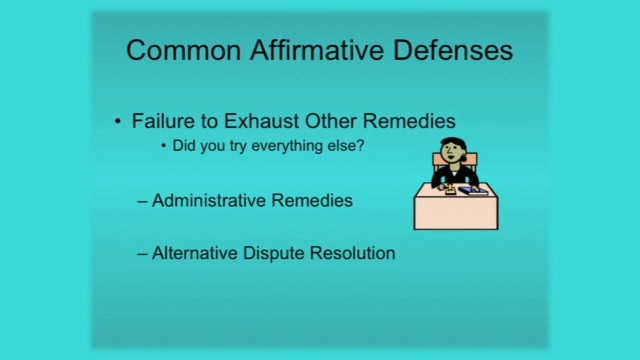 Common Affirmative Defenses
• Failure to Exhaust Other Remedies
• Did you try everything else?
– Administrative Remedies
– Alternative Dispute Resolution